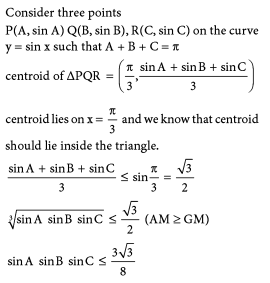 Consider three points
P(A, sin A) Q(B, sin B), R(C, sin C) on the curve
y = sin x such that A + B + C = π
centroid of ΔPQR = (π/3, (sin A + sin B + sin C)/3)
centroid lies on x = π/3 and we know that centroid
should lie inside the triangle.
(sin A + sin B + sin C)/3 ≤ sin π/3 = √3/2
∛(sin A sin B sin C) ≤ √3/2 (AM ≥ GM)
sin A sin B sin C ≤ 3√3/8